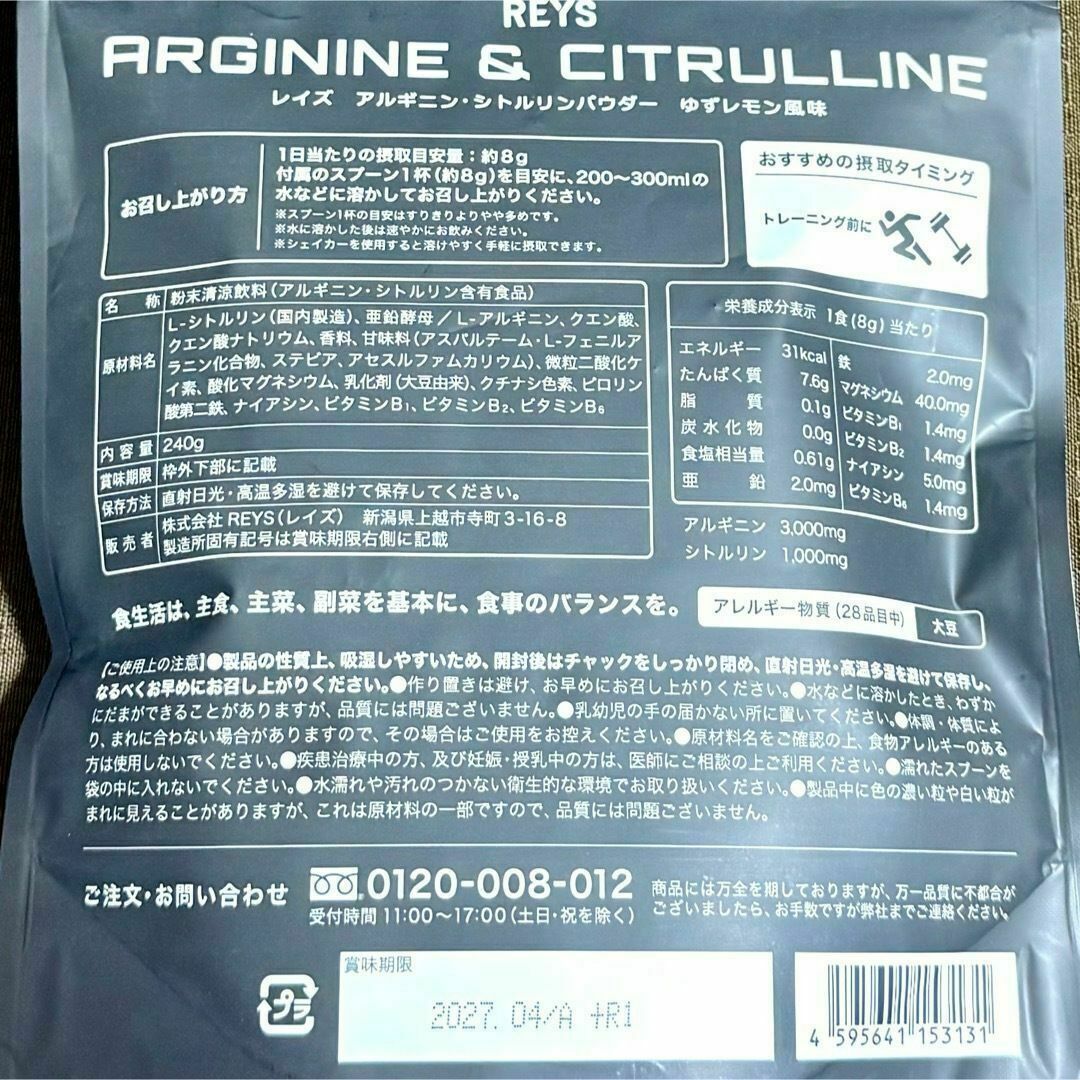 REYS
ARGININE & CITRULLINE
レイズ アルギニン・シトルリンパウダー ゆずレモン風味
お召し上がり方
1日当たりの摂取目安量：約8g
付属のスプーン1杯(約8g)を目安に、200〜300mlの
水などに溶かしてお召し上がりください。
※スプーン1杯の目安はすりきりよりやや多めです。
※水に溶かした後は速やかにお飲みください。
※シェイカーを使用すると溶けやすく手軽に摂取できます。
おすすめの摂取タイミング
トレーニング前に
名称 粉末清涼飲料(アルギニン・シトルリン含有食品)
原材料名
L-シトルリン(国内製造)、亜鉛酵母／L-アルギニン、クエン酸、
クエン酸ナトリウム、香料、甘味料(アスパルテーム・L-フェニルア
ラニン化合物、ステビア、アセスルファムカリウム)、微粒二酸化ケ
イ素、酸化マグネシウム、乳化剤(大豆由来)、クチナシ色素、ピロリン
酸第二鉄、ナイアシン、ビタミンB₁、ビタミンB₂、ビタミンB₆
内容量 240g
賞味期限 枠外下部に記載
保存方法 直射日光・高温多湿を避けて保存してください。
販売者
株式会社 REYS(レイズ) 新潟県上越市寺町3-16-8
製造所固有記号は賞味期限右側に記載
栄養成分表示 1食(8g)当たり
エネルギー 31kcal
たんぱく質 7.6g
脂質 0.1g
炭水化物 0.0g
食塩相当量 0.61g
亜鉛 2.0mg
鉄 2.0mg
マグネシウム 40.0mg
ビタミンB₁ 1.4mg
ビタミンB₂ 1.4mg
ナイアシン 5.0mg
ビタミンB₆ 1.4mg
アルギニン 3,000mg
シトルリン 1,000mg
食生活は、主食、主菜、副菜を基本に、食事のバランスを。
アレルギー物質(28品目中) 大豆
【ご使用上の注意】●製品の性質上、吸湿しやすいため、開封後はチャックをしっかり閉め、直射日光・高温多湿を避けて保存し、
なるべくお早めにお召し上がりください。●作り置きは避け、お早めにお召し上がりください。●水などに溶かしたとき、わずか
にだまができることがありますが、品質には問題ございません。●乳幼児の手の届かない所に置いてください。●体調・体質によ
り、まれに合わない場合がありますので、その場合はご使用をお控えください。●原材料名をご確認の上、食物アレルギーのある
方は使用しないでください。●疾患治療中の方、及び妊娠・授乳中の方は、医師にご相談の上ご利用ください。●濡れたスプーンを
袋の中に入れないでください。●水濡れや汚れのつかない衛生的な環境でお取り扱いください。●製品中に色の濃い粒や白い粒が
まれに見えることがありますが、これは原材料の一部ですので、品質には問題ございません。
ご注文・お問い合わせ
0120-008-012
受付時間 11:00〜17:00(土日・祝を除く)
商品には万全を期しておりますが、万一品質に不都合が
ございましたら、お手数ですが弊社までご連絡ください。
プラ
賞味期限
2027.04/A +R1
4 595641 153131